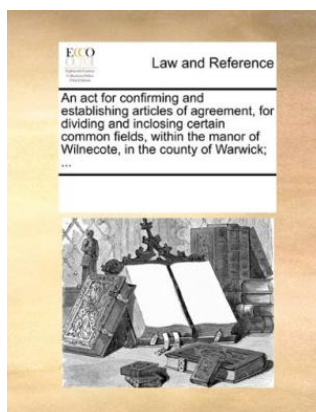 ECCO
Law and Reference
An act for confirming and
establishing articles of agreement, for
dividing and inclosing certain
common fields, within the manor of
Wilnecote, in the county of Warwick;
...